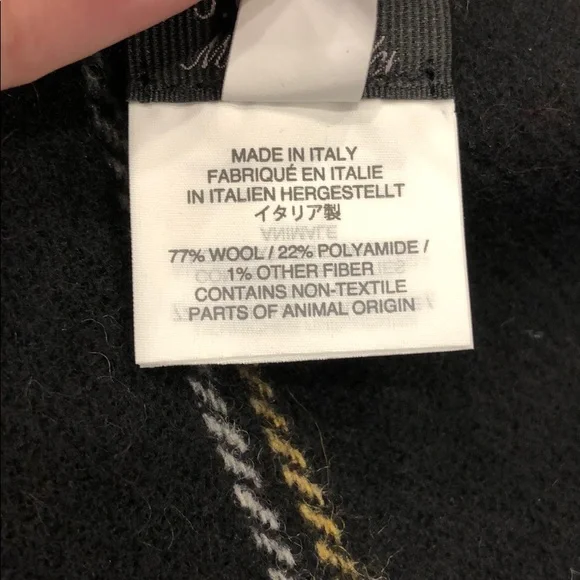 MADE IN ITALY
FABRIQUÉ EN ITALIE
IN ITALIEN HERGESTELLT
イタリア製
ANIMALE
77% WOOL / 22% POLYAMIDE /
1% OTHER FIBER
CONTAINS NON-TEXTILE
PARTS OF ANIMAL ORIGIN